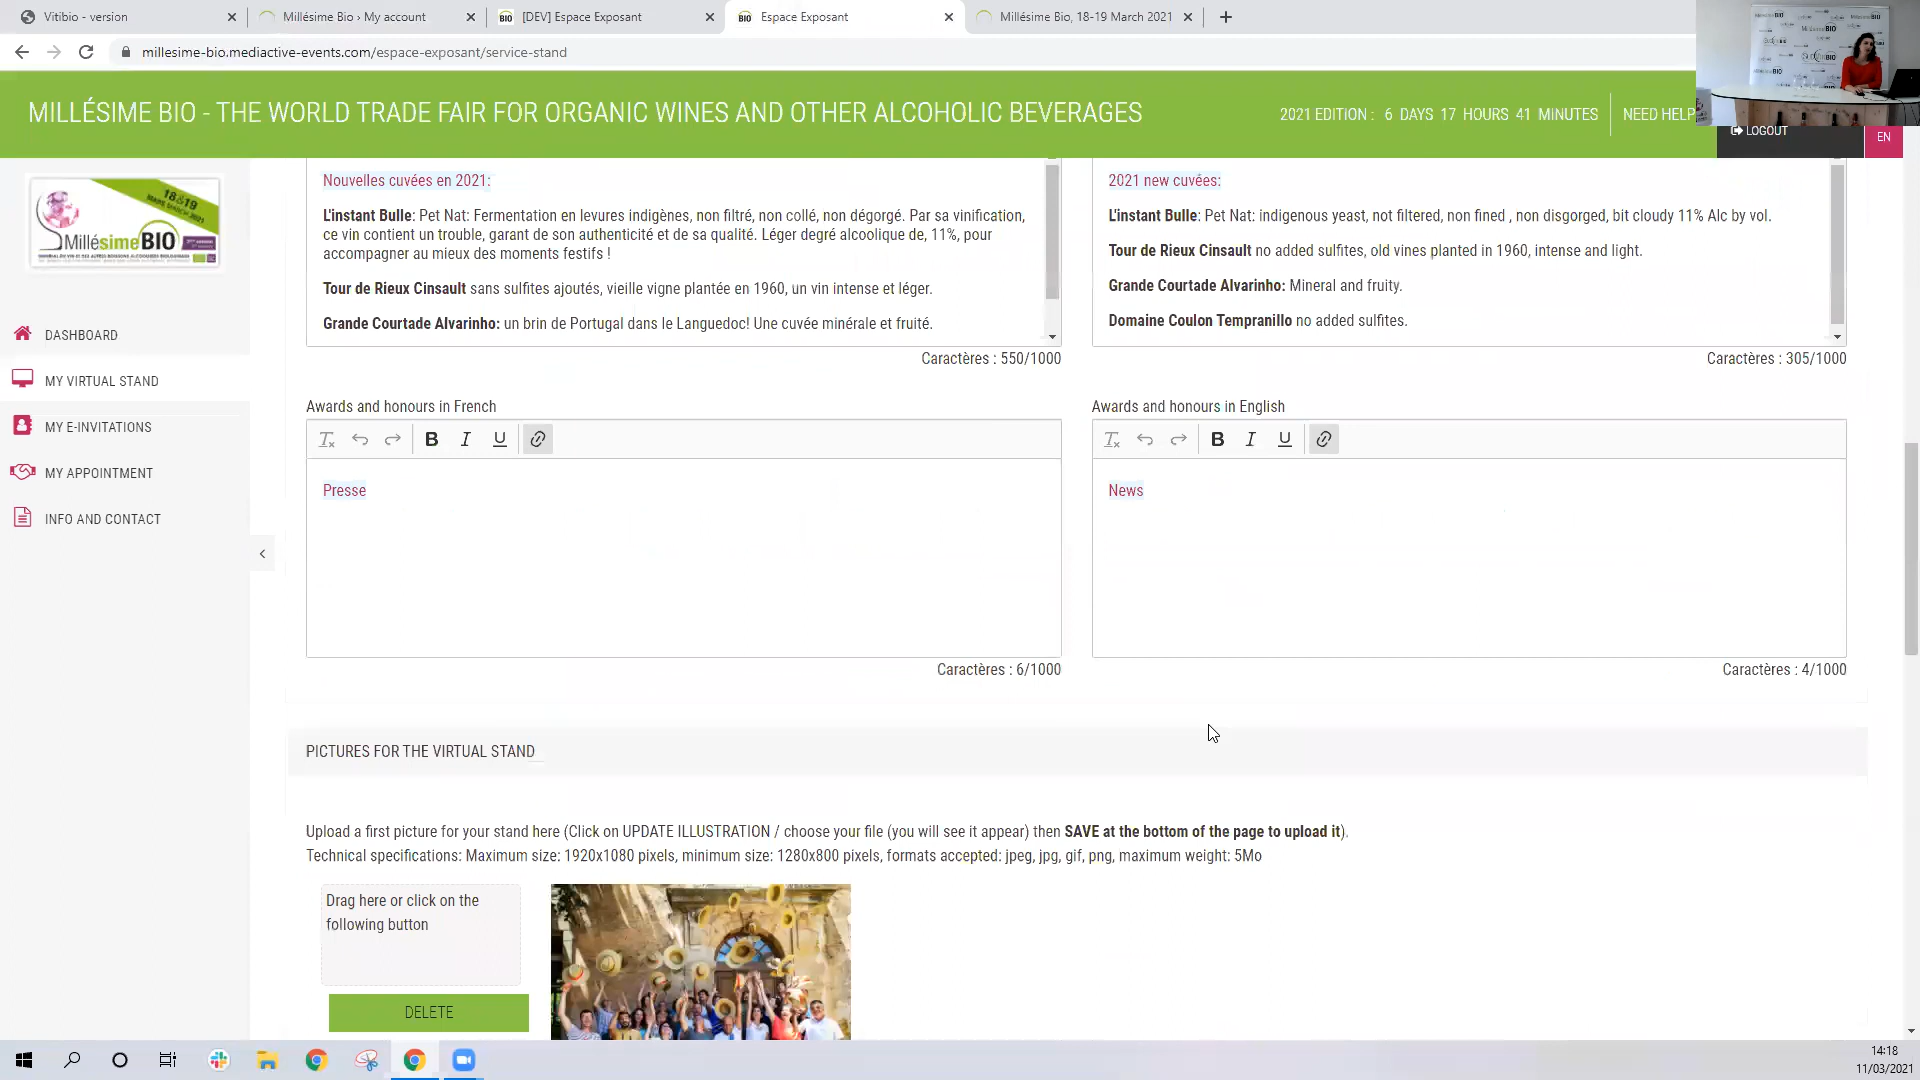 Vitibio - version
Millésime Bio › My account
[DEV] Espace Exposant
Espace Exposant
Millésime Bio, 18-19 March 2021
millesime-bio.mediactive-events.com/espace-exposant/service-stand
MILLÉSIME BIO - THE WORLD TRADE FAIR FOR ORGANIC WINES AND OTHER ALCOHOLIC BEVERAGES
2021 EDITION : 6 DAYS 17 HOURS 41 MINUTES
NEED HELP
LOGOUT
EN
18&19
MARS MARCH 2021
MillésimeBIO
DASHBOARD
MY VIRTUAL STAND
MY E-INVITATIONS
MY APPOINTMENT
INFO AND CONTACT
Nouvelles cuvées en 2021:
L'instant Bulle: Pet Nat: Fermentation en levures indigènes, non filtré, non collé, non dégorgé. Par sa vinification,
ce vin contient un trouble, garant de son authenticité et de sa qualité. Léger degré alcoolique de, 11%, pour
accompagner au mieux des moments festifs !
Tour de Rieux Cinsault sans sulfites ajoutés, vieille vigne plantée en 1960, un vin intense et léger.
Grande Courtade Alvarinho: un brin de Portugal dans le Languedoc! Une cuvée minérale et fruité.
Caractères : 550/1000
2021 new cuvées:
L'instant Bulle: Pet Nat: indigenous yeast, not filtered, non fined , non disgorged, bit cloudy 11% Alc by vol.
Tour de Rieux Cinsault no added sulfites, old vines planted in 1960, intense and light.
Grande Courtade Alvarinho: Mineral and fruity.
Domaine Coulon Tempranillo no added sulfites.
Caractères : 305/1000
Awards and honours in French
Presse
Caractères : 6/1000
Awards and honours in English
News
Caractères : 4/1000
PICTURES FOR THE VIRTUAL STAND
Upload a first picture for your stand here (Click on UPDATE ILLUSTRATION / choose your file (you will see it appear) then SAVE at the bottom of the page to upload it).
Technical specifications: Maximum size: 1920x1080 pixels, minimum size: 1280x800 pixels, formats accepted: jpeg, jpg, gif, png, maximum weight: 5Mo
Drag here or click on the
following button
DELETE
14:18
11/03/2021